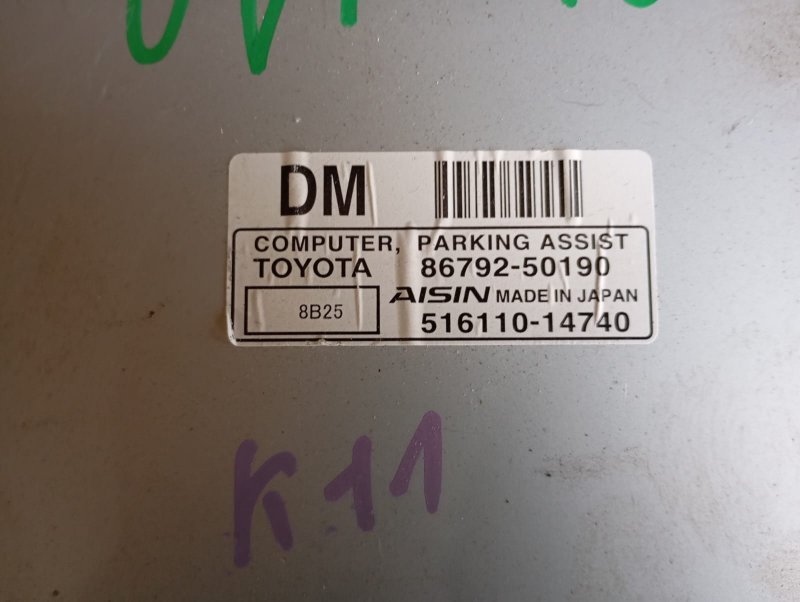 DM
COMPUTER, PARKING ASSIST
TOYOTA 86792-50190
8B25 AISIN MADE IN JAPAN
516110-14740
K11